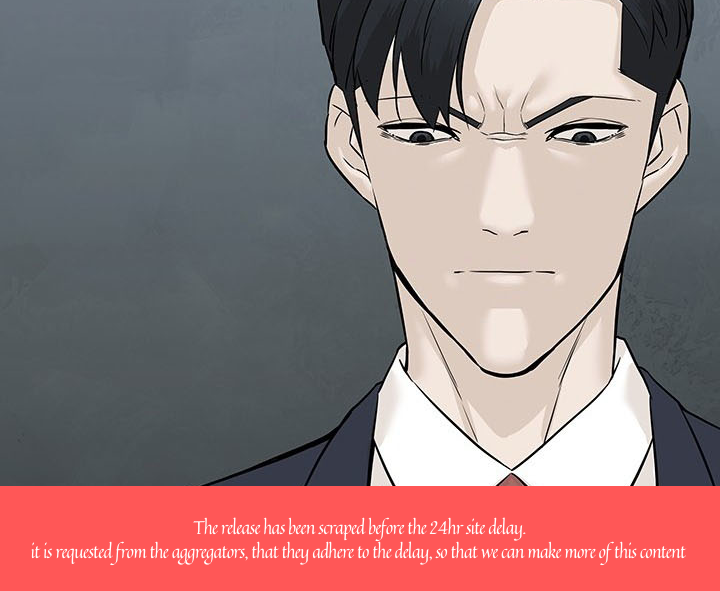 The release has been scraped before the 24hr site delay.
it is requested from the aggregators, that they adhere to the delay, so that we can make more of this content